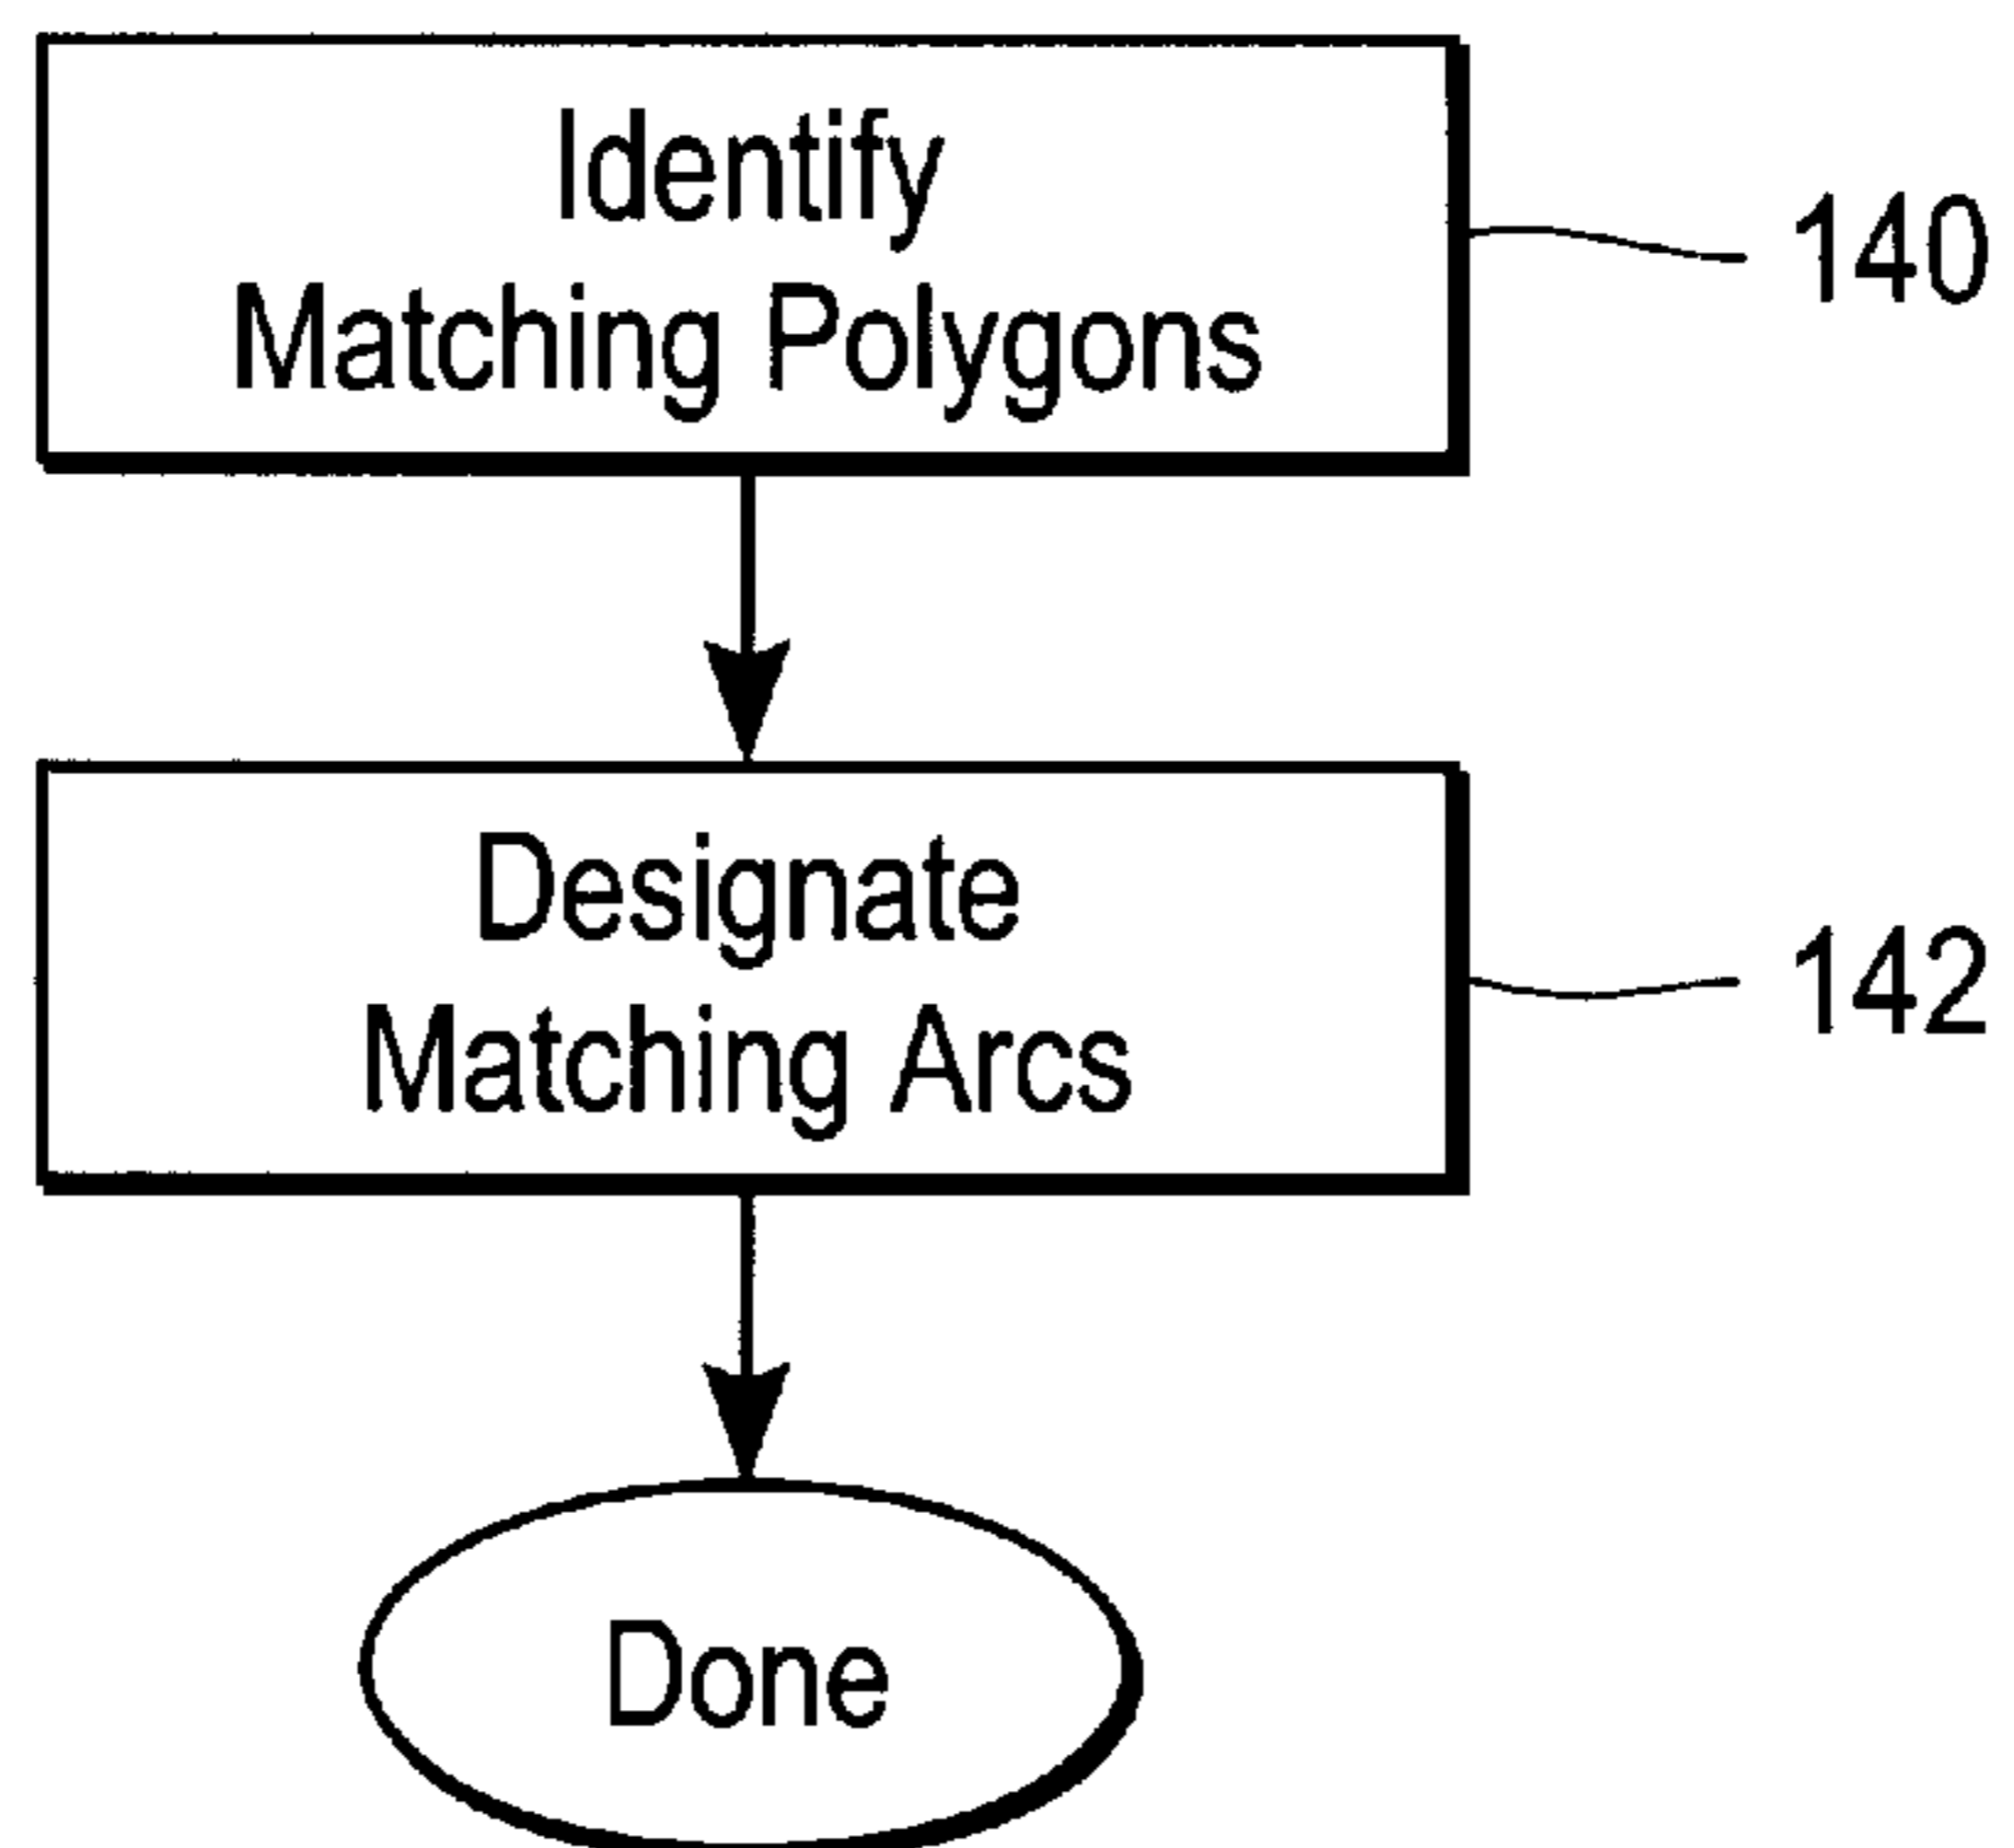 Identify
Matching Polygons
140
Designate
Matching Arcs
142
Done